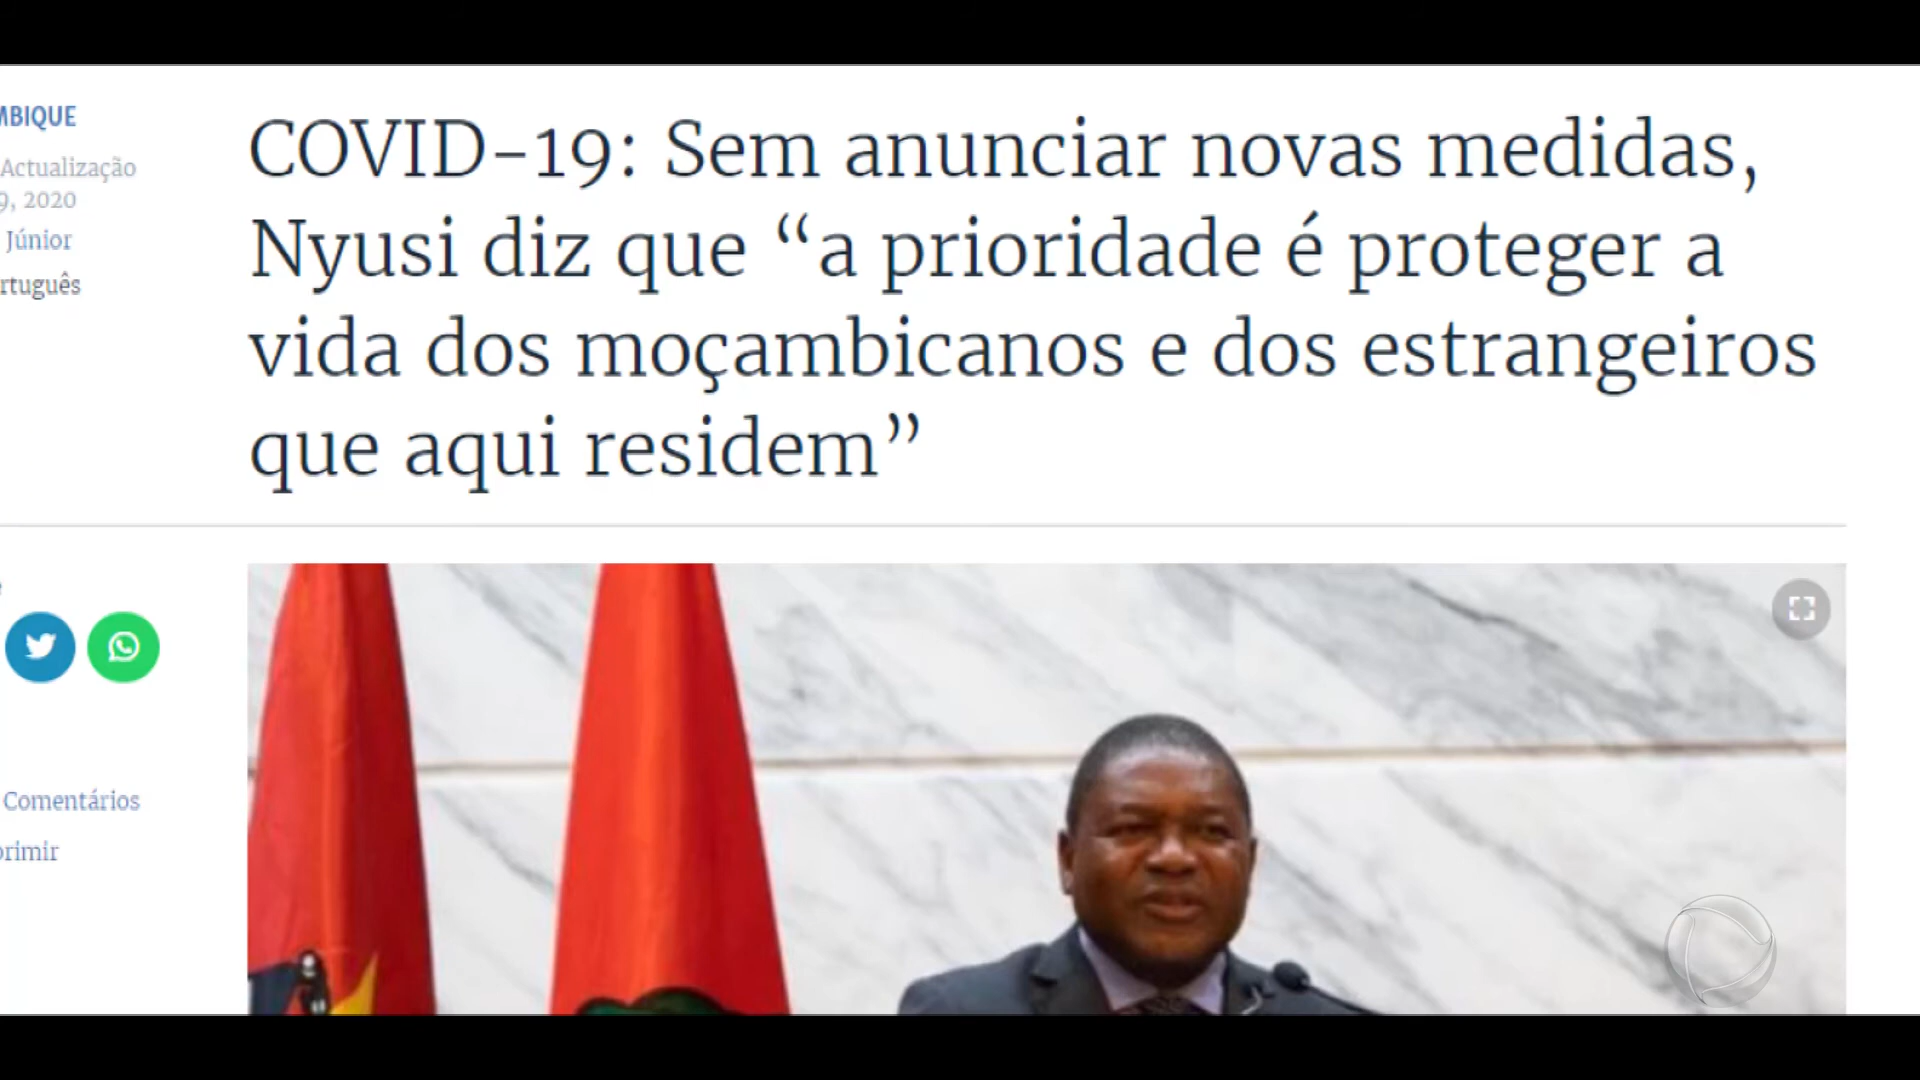 MBIQUE
Actualização
9, 2020
Júnior
rtuguês
COVID-19: Sem anunciar novas medidas,
Nyusi diz que “a prioridade é proteger a
vida dos moçambicanos e dos estrangeiros
que aqui residem”
Comentários
primir